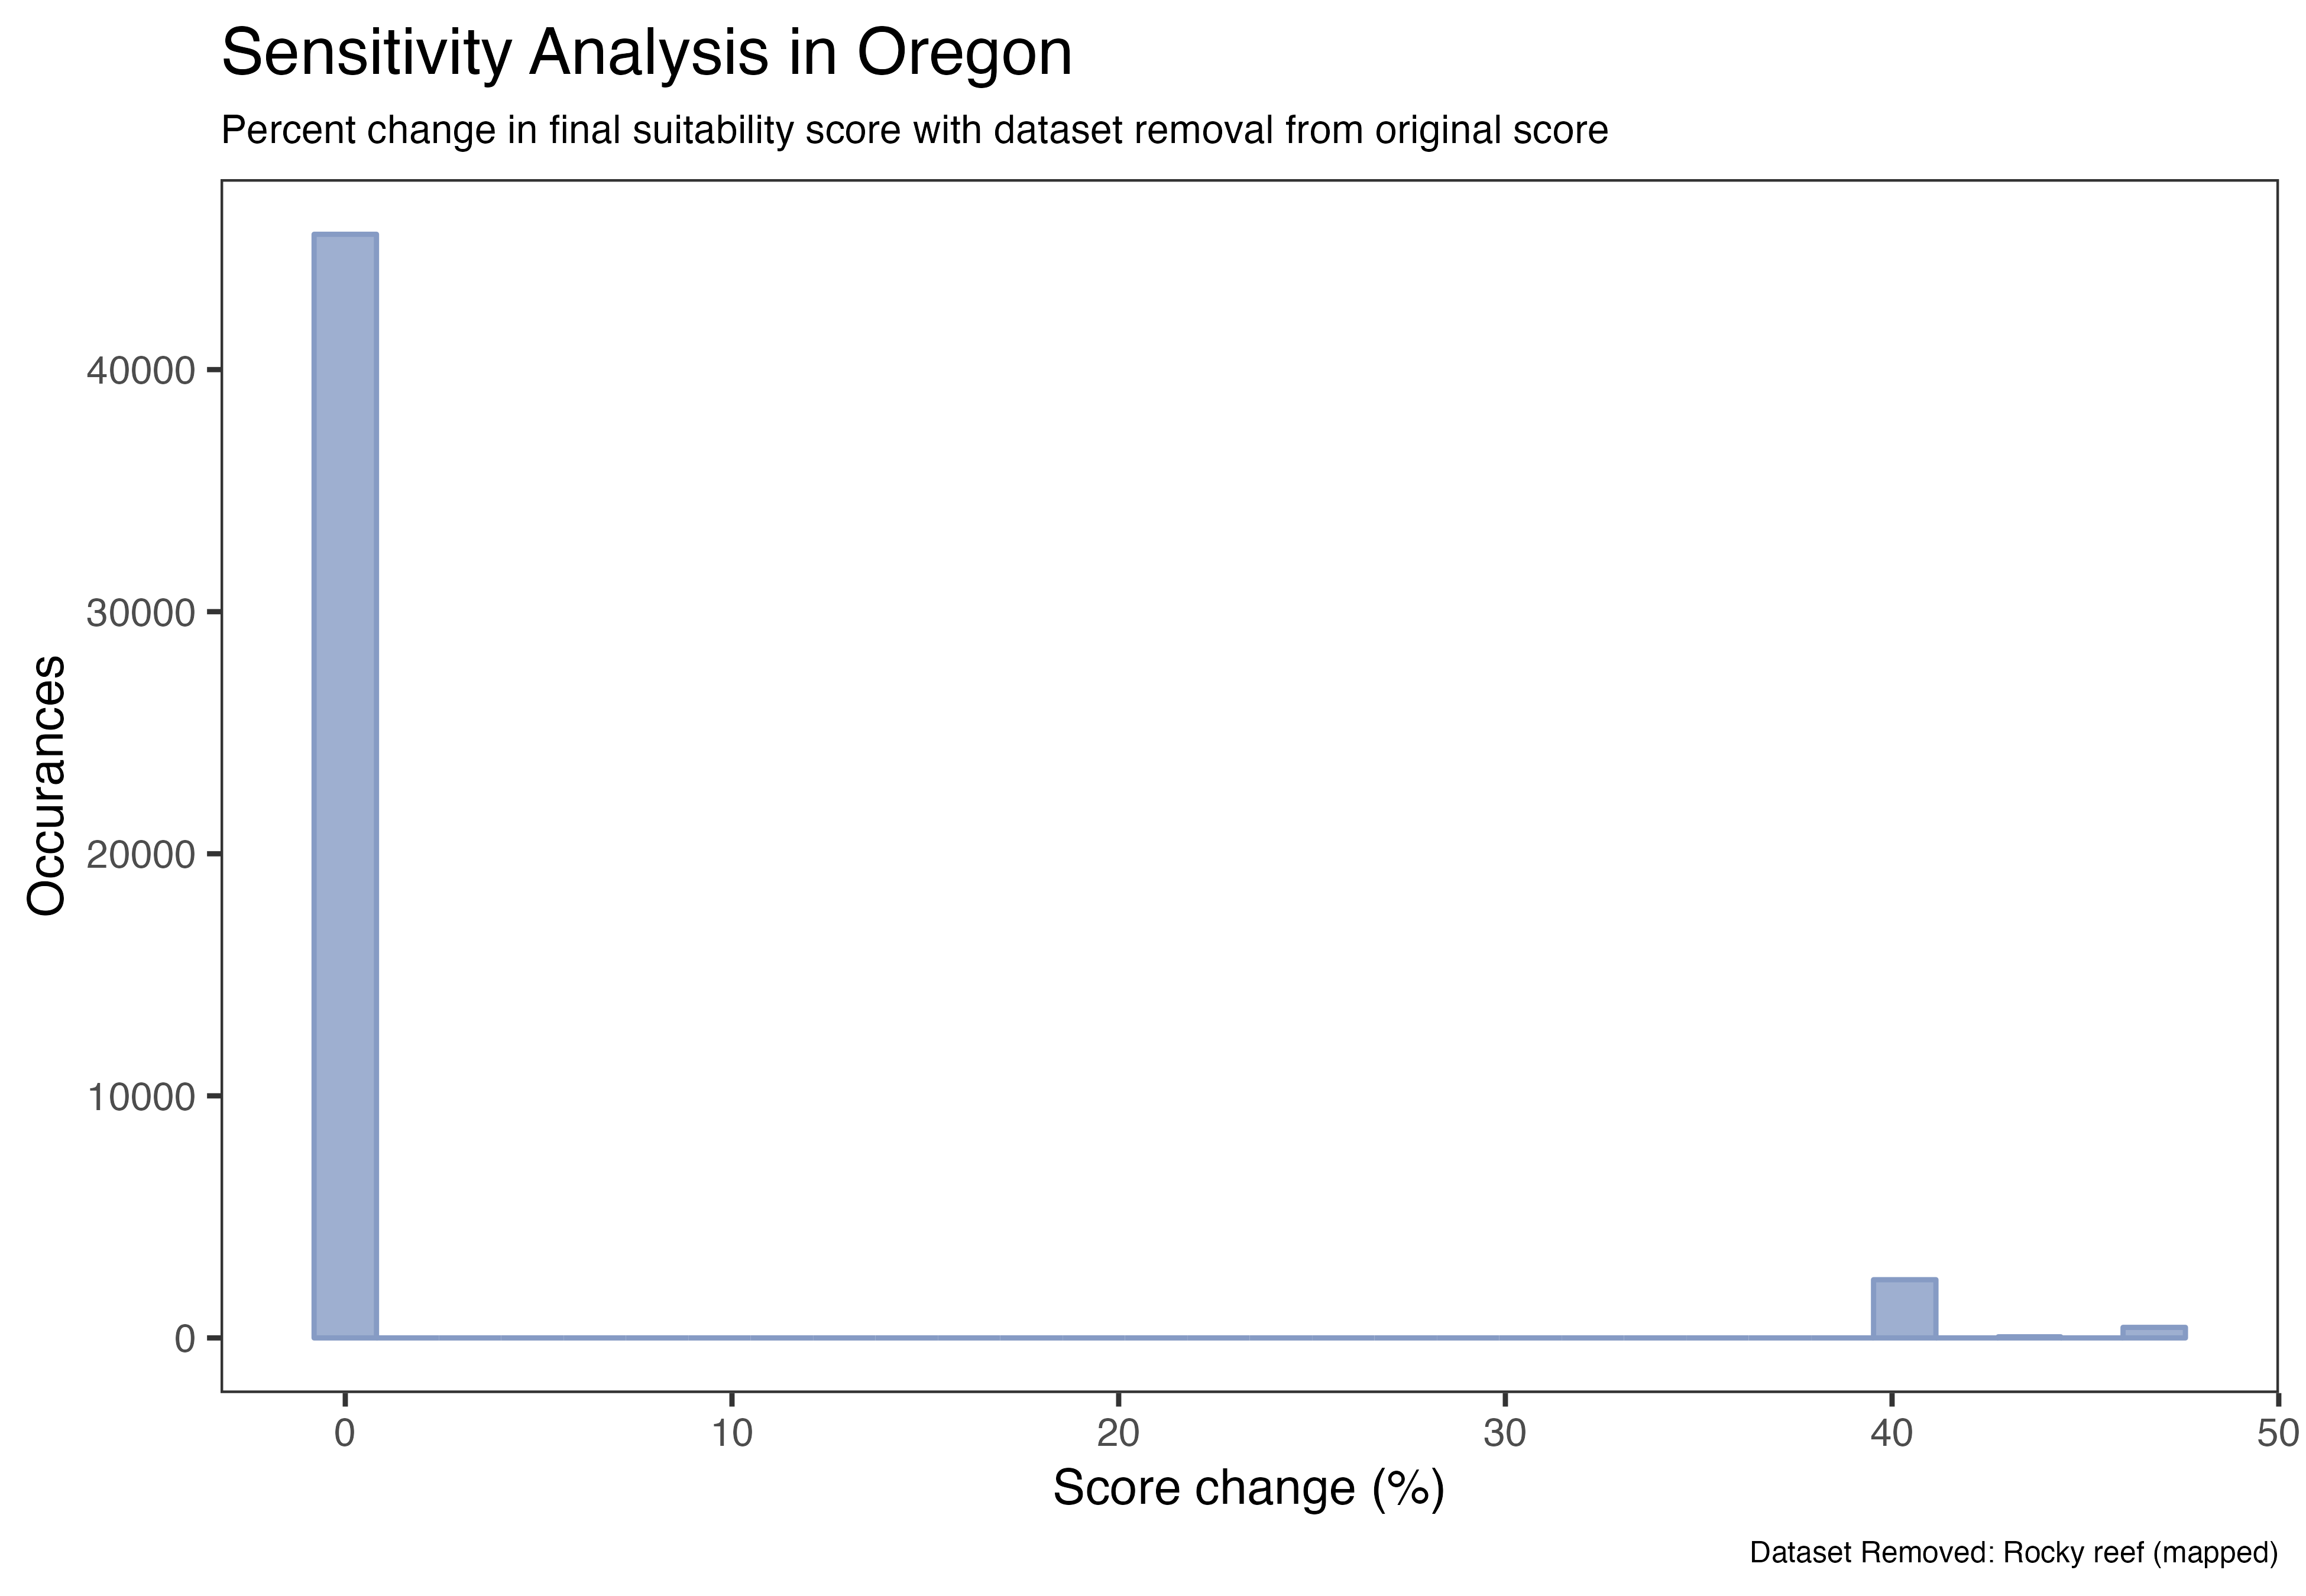 Sensitivity Analysis in Oregon
Percent change in final suitability score with dataset removal from original score
Occurances
40000
30000
20000
10000
0
0 10 20 30 40 50
Score change (%)
Dataset Removed: Rocky reef (mapped)